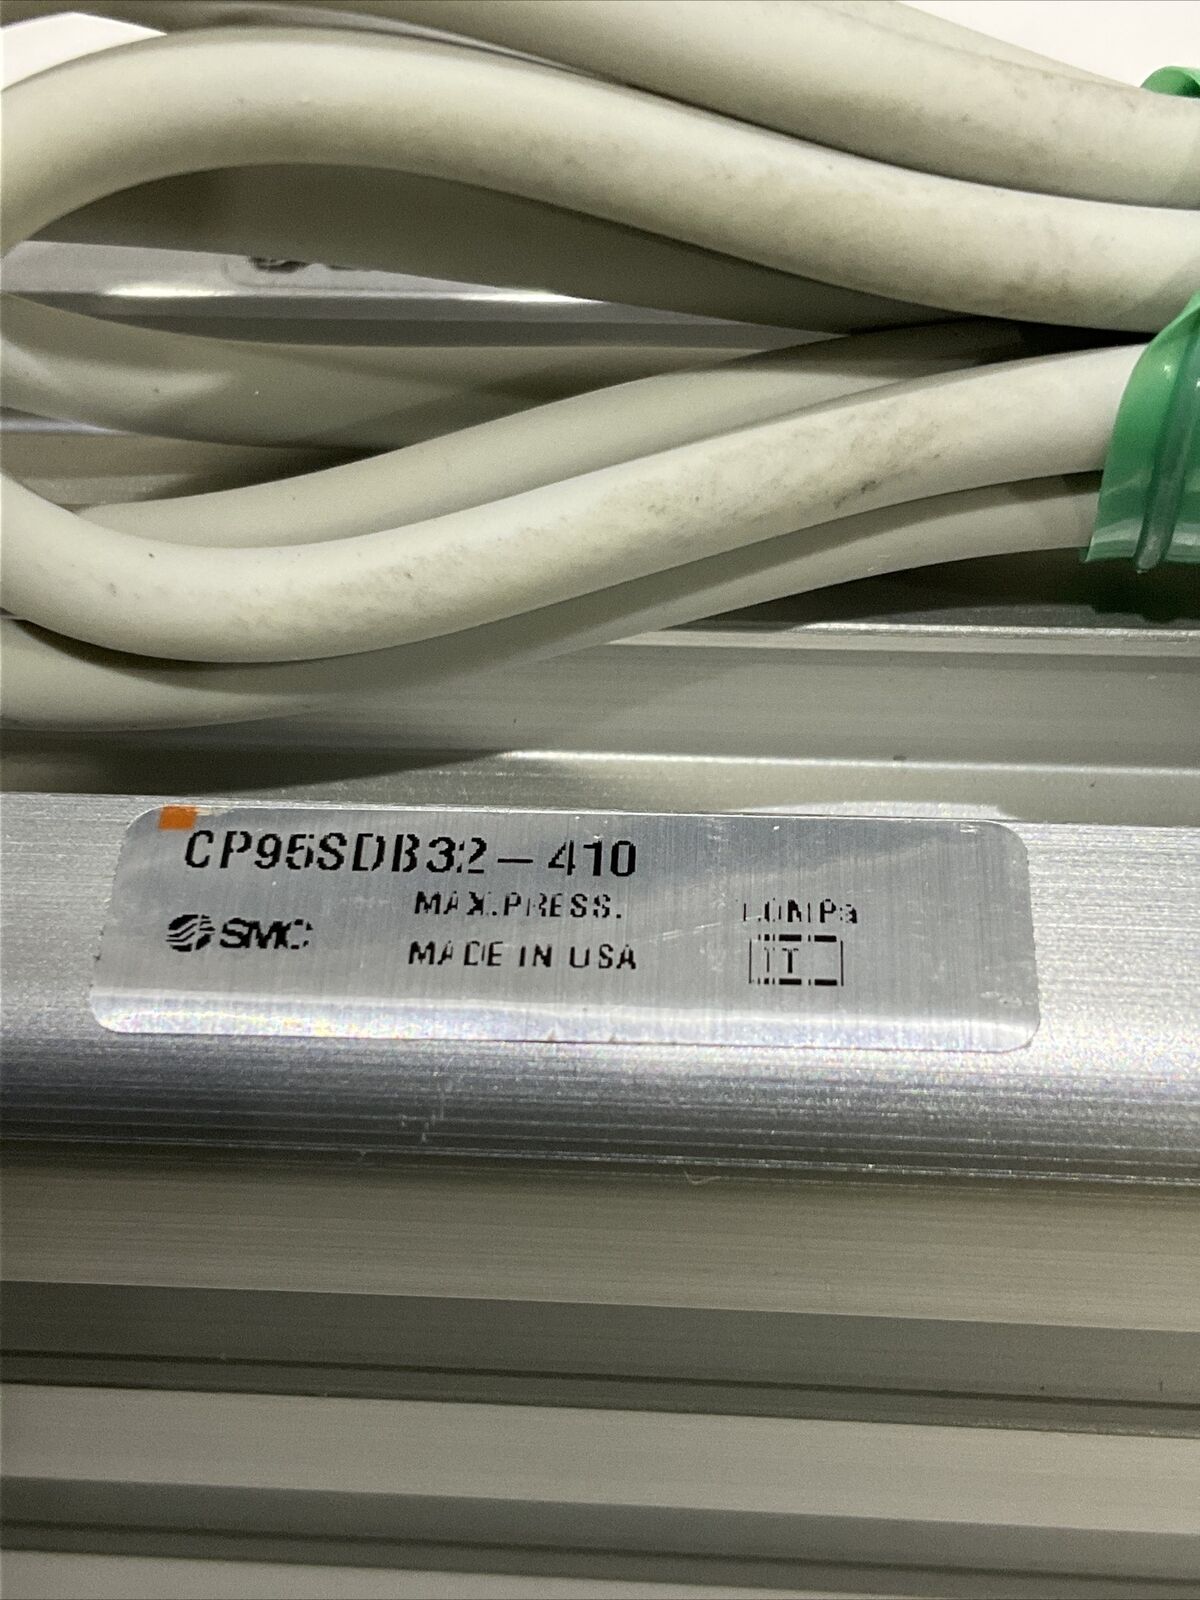 CP95SDB32-410
MAX.PRESS. 1.0MPa
SMC MADE IN USA